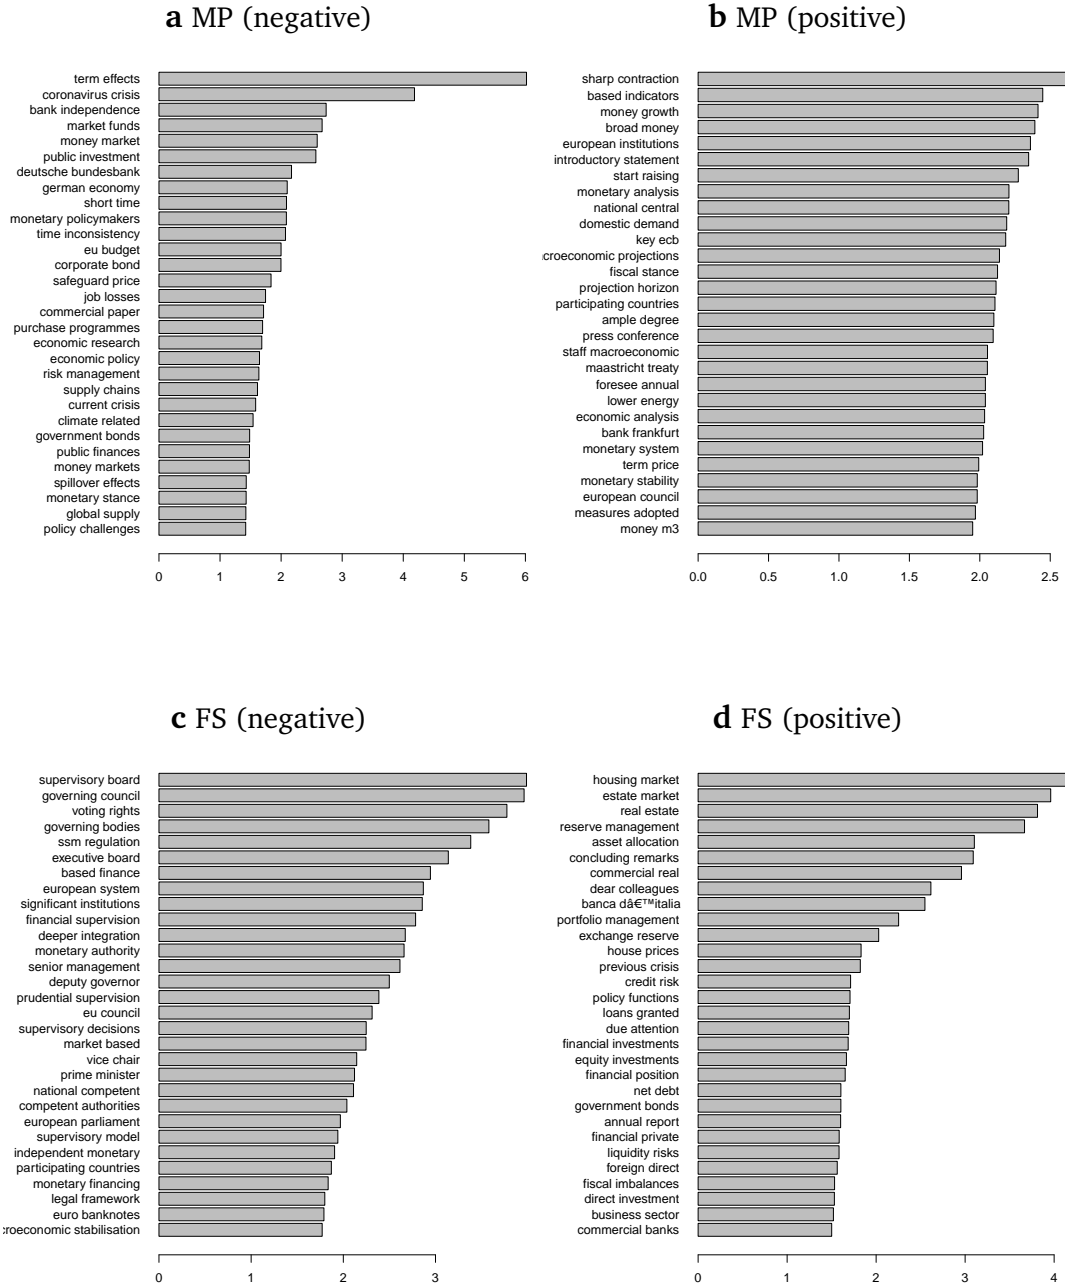 a MP (negative)
term effects
coronavirus crisis
bank independence
market funds
money market
public investment
deutsche bundesbank
german economy
short time
monetary policymakers
time inconsistency
eu budget
corporate bond
safeguard price
job losses
commercial paper
purchase programmes
economic research
economic policy
risk management
supply chains
current crisis
climate related
government bonds
public finances
money markets
spillover effects
monetary stance
global supply
policy challenges
0 1 2 3 4 5 6
b MP (positive)
sharp contraction
based indicators
money growth
broad money
european institutions
introductory statement
start raising
monetary analysis
national central
domestic demand
key ecb
croeconomic projections
fiscal stance
projection horizon
participating countries
ample degree
press conference
staff macroeconomic
maastricht treaty
foresee annual
lower energy
economic analysis
bank frankfurt
monetary system
term price
monetary stability
european council
measures adopted
money m3
0.0 0.5 1.0 1.5 2.0 2.5
c FS (negative)
supervisory board
governing council
voting rights
governing bodies
ssm regulation
executive board
based finance
european system
significant institutions
financial supervision
deeper integration
monetary authority
senior management
deputy governor
prudential supervision
eu council
supervisory decisions
market based
vice chair
prime minister
national competent
competent authorities
european parliament
supervisory model
independent monetary
participating countries
monetary financing
legal framework
euro banknotes
croeconomic stabilisation
0 1 2 3
d FS (positive)
housing market
estate market
real estate
reserve management
asset allocation
concluding remarks
commercial real
dear colleagues
banca dâ€™italia
portfolio management
exchange reserve
house prices
previous crisis
credit risk
policy functions
loans granted
due attention
financial investments
equity investments
financial position
net debt
government bonds
annual report
financial private
liquidity risks
foreign direct
fiscal imbalances
direct investment
business sector
commercial banks
0 1 2 3 4